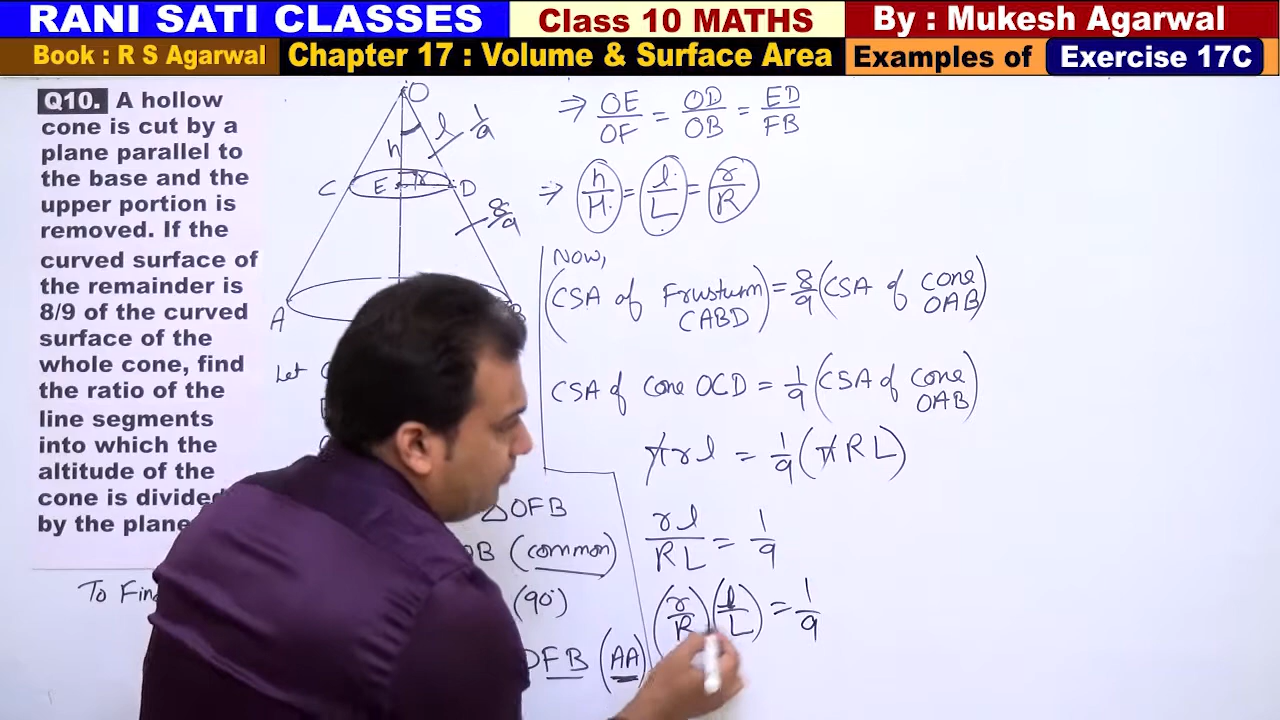 RANI SATI CLASSES
Class 10 MATHS
By : Mukesh Agarwal
Book : R S Agarwal
Chapter 17 : Volume & Surface Area
Examples of
Exercise 17C
Q10. A hollow
cone is cut by a
plane parallel to
the base and the
upper portion is
removed. If the
curved surface of
the remainder is
8/9 of the curved
surface of the
whole cone, find
the ratio of the
line segments
into which the
altitude of the
cone is divided
by the plane
To Find
O
h
l 1/9
C E r D
8/9
A
Let
△OFB
OB (common)
(90°)
OFB (AA)
⇒ OE/OF = OD/OB = ED/FB
⇒ h/H = l/L = r/R
Now,
(CSA of Frustum CABD) = 8/9 (CSA of Cone OAB)
CSA of Cone OCD = 1/9 (CSA of Cone OAB)
πrl = 1/9 (πRL)
rl/RL = 1/9
(r/R)(l/L) = 1/9